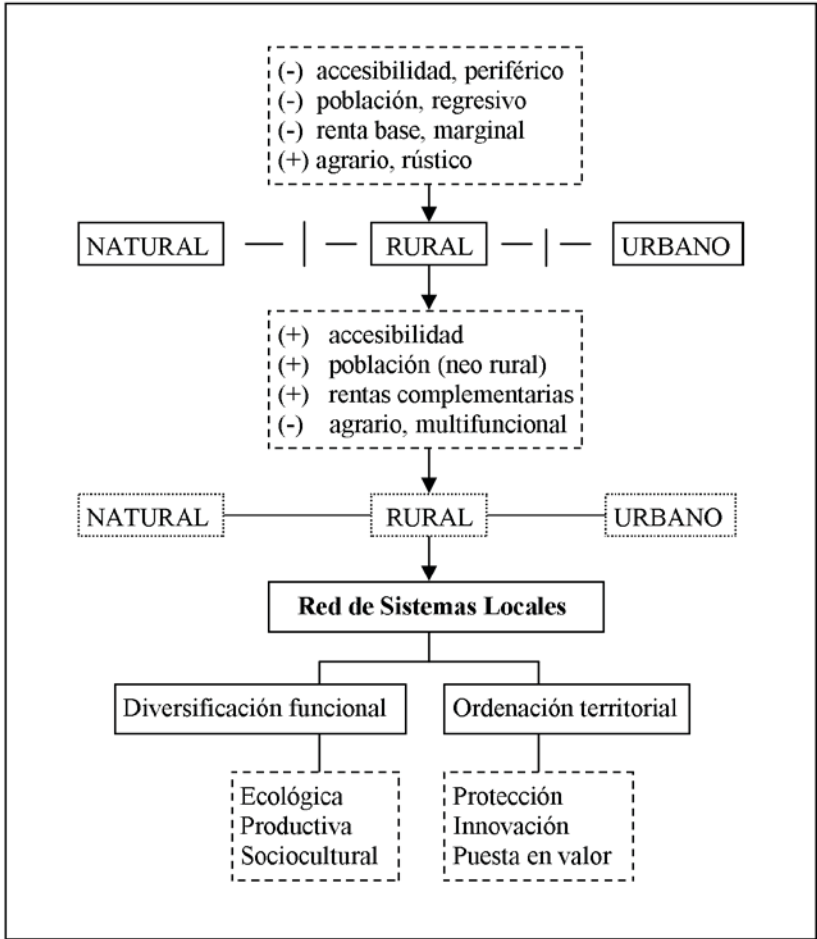 (-) accesibilidad, periférico
(-) población, regresivo
(-) renta base, marginal
(+) agrario, rústico
NATURAL RURAL URBANO
(+) accesibilidad
(+) población (neo rural)
(+) rentas complementarias
(-) agrario, multifuncional
NATURAL RURAL URBANO
Red de Sistemas Locales
Diversificación funcional
Ordenación territorial
Ecológica
Productiva
Sociocultural
Protección
Innovación
Puesta en valor